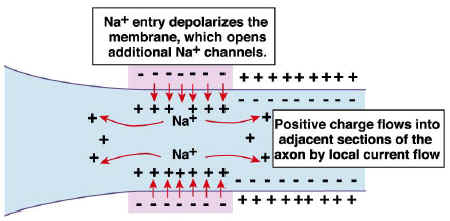 Na+ entry depolarizes the
membrane, which opens
additional Na+ channels.
- - - - - - -
+ + + + + + + + +
- - - - - - - -
+ + + + + + +
+ Na+ +
Positive charge flows into
adjacent sections of the
axon by local current flow
+ +
+ Na+ +
+ + + + + + +
- - - - - - - -
- - - - - - -
+ + + + + + + + +